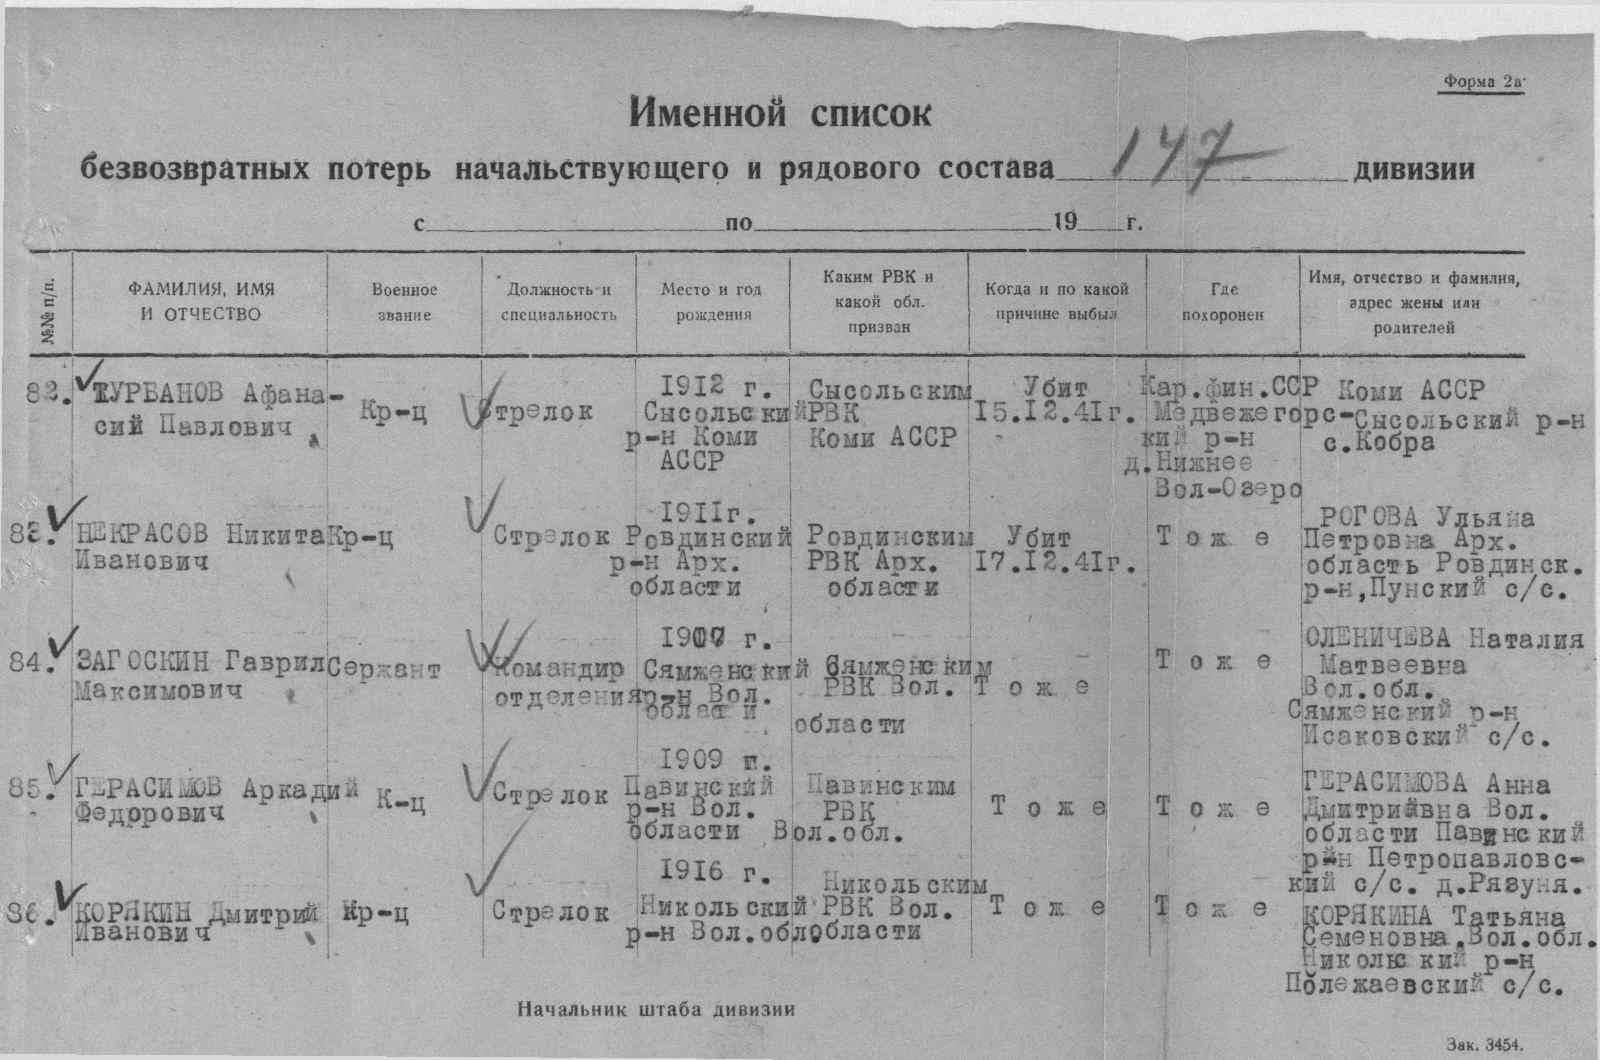 Форма 2а
Именной список
безвозвратных потерь начальствующего и рядового состава 147 дивизии
с по 19 г.
№№ п/п.
ФАМИЛИЯ, ИМЯ
И ОТЧЕСТВО
Военное
звание
Должность и
специальность
Место и год
рождения
Каким РВК и
какой обл.
призван
Когда и по какой
причине выбыл
Где
похоронен
Имя, отчество и фамилия,
адрес жены или
родителей
82.
Афана-
сий Павлович
Кр-ц
Стрелок
1912 г.
Сысольский
р-н Коми
АССР
Сысольским
РВК
Коми АССР
Убит
15.12.41г.
Кар.фин.ССР
Медвежегорс-
кий р-н
д.Нижнее
Вол-Озеро
Коми АССР
Сысольский р-н
с.Кобра
83.
НЕКРАСОВ Никита
Иванович
Кр-ц
Стрелок
1911г.
Ровдинский
р-н Арх.
области
Ровдинским
РВК Арх.
области
Убит
17.12.41г.
Тоже
РОГОВА Ульяна
Петровна Арх.
область Ровдинск.
р-н,Пунский с/с.
84.
ЗАГОСКИН Гаврил
Максимович
Сержант
Командир
отделения
г.
Сямженский
р-н Вол.
области
Сямженским
РВК Вол.
области
Тоже
Тоже
ОЛЕНИЧЕВА Наталия
Матвеевна
Вол.обл.
Сямженский р-н
Исаковский с/с.
85.
ГЕРАСИМОВ Аркадий
Федорович
К-ц
Стрелок
1909 г.
Павинский
р-н Вол.
области
Павинским
РВК
Вол.обл.
Тоже
Тоже
ГЕРАСИМОВА Анна
Дмитрийвна Вол.
области Павинский
р-н Петропавловс-
кий с/с. д.Рязуня.
86.
КОРЯКИН Дмитрий
Иванович
Кр-ц
Стрелок
1916 г.
Никольский
р-н Вол.обл.
Никольским
РВК Вол.
области
Тоже
Тоже
КОРЯКИНА Татьяна
Семеновна,Вол.обл.
Никольский р-н
Полежаевский с/с.
Начальник штаба дивизии
Зак. 3454.